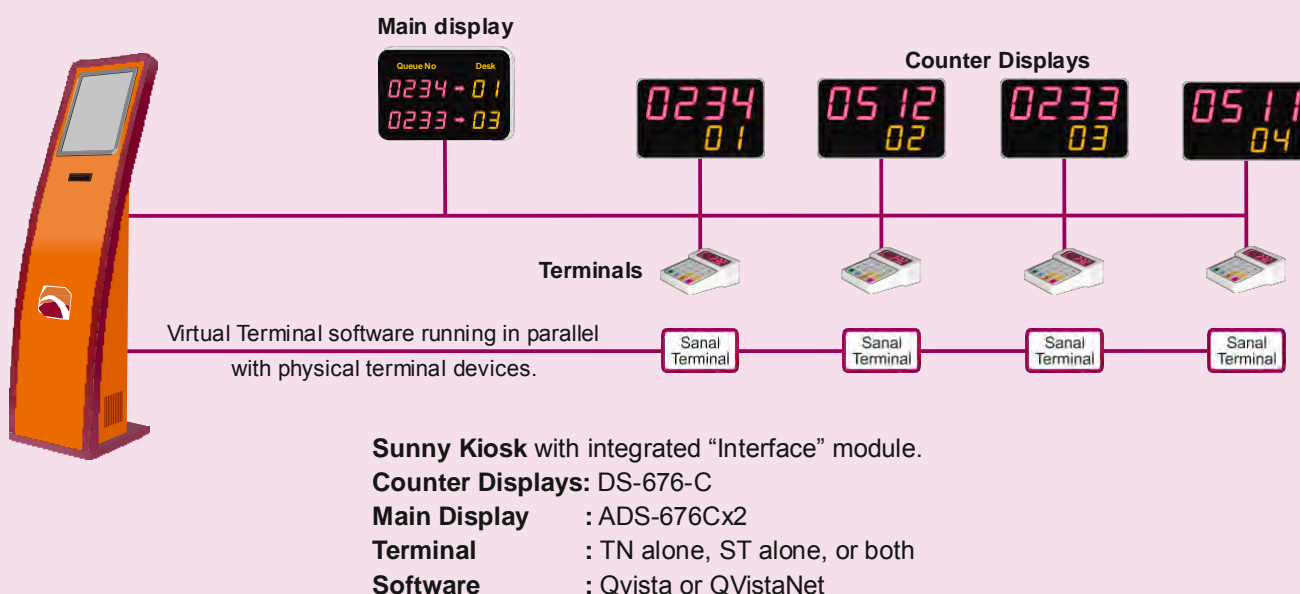 Main display
Queue No Desk
0234 → 01
0233 → 03
Counter Displays
0234
01
0512
02
0233
03
0511
04
Terminals
Virtual Terminal software running in parallel
with physical terminal devices.
Sanal
Terminal
Sanal
Terminal
Sanal
Terminal
Sanal
Terminal
Sunny Kiosk with integrated “Interface” module.
Counter Displays: DS-676-C
Main Display : ADS-676Cx2
Terminal : TN alone, ST alone, or both
Software : Qvista or QVistaNet